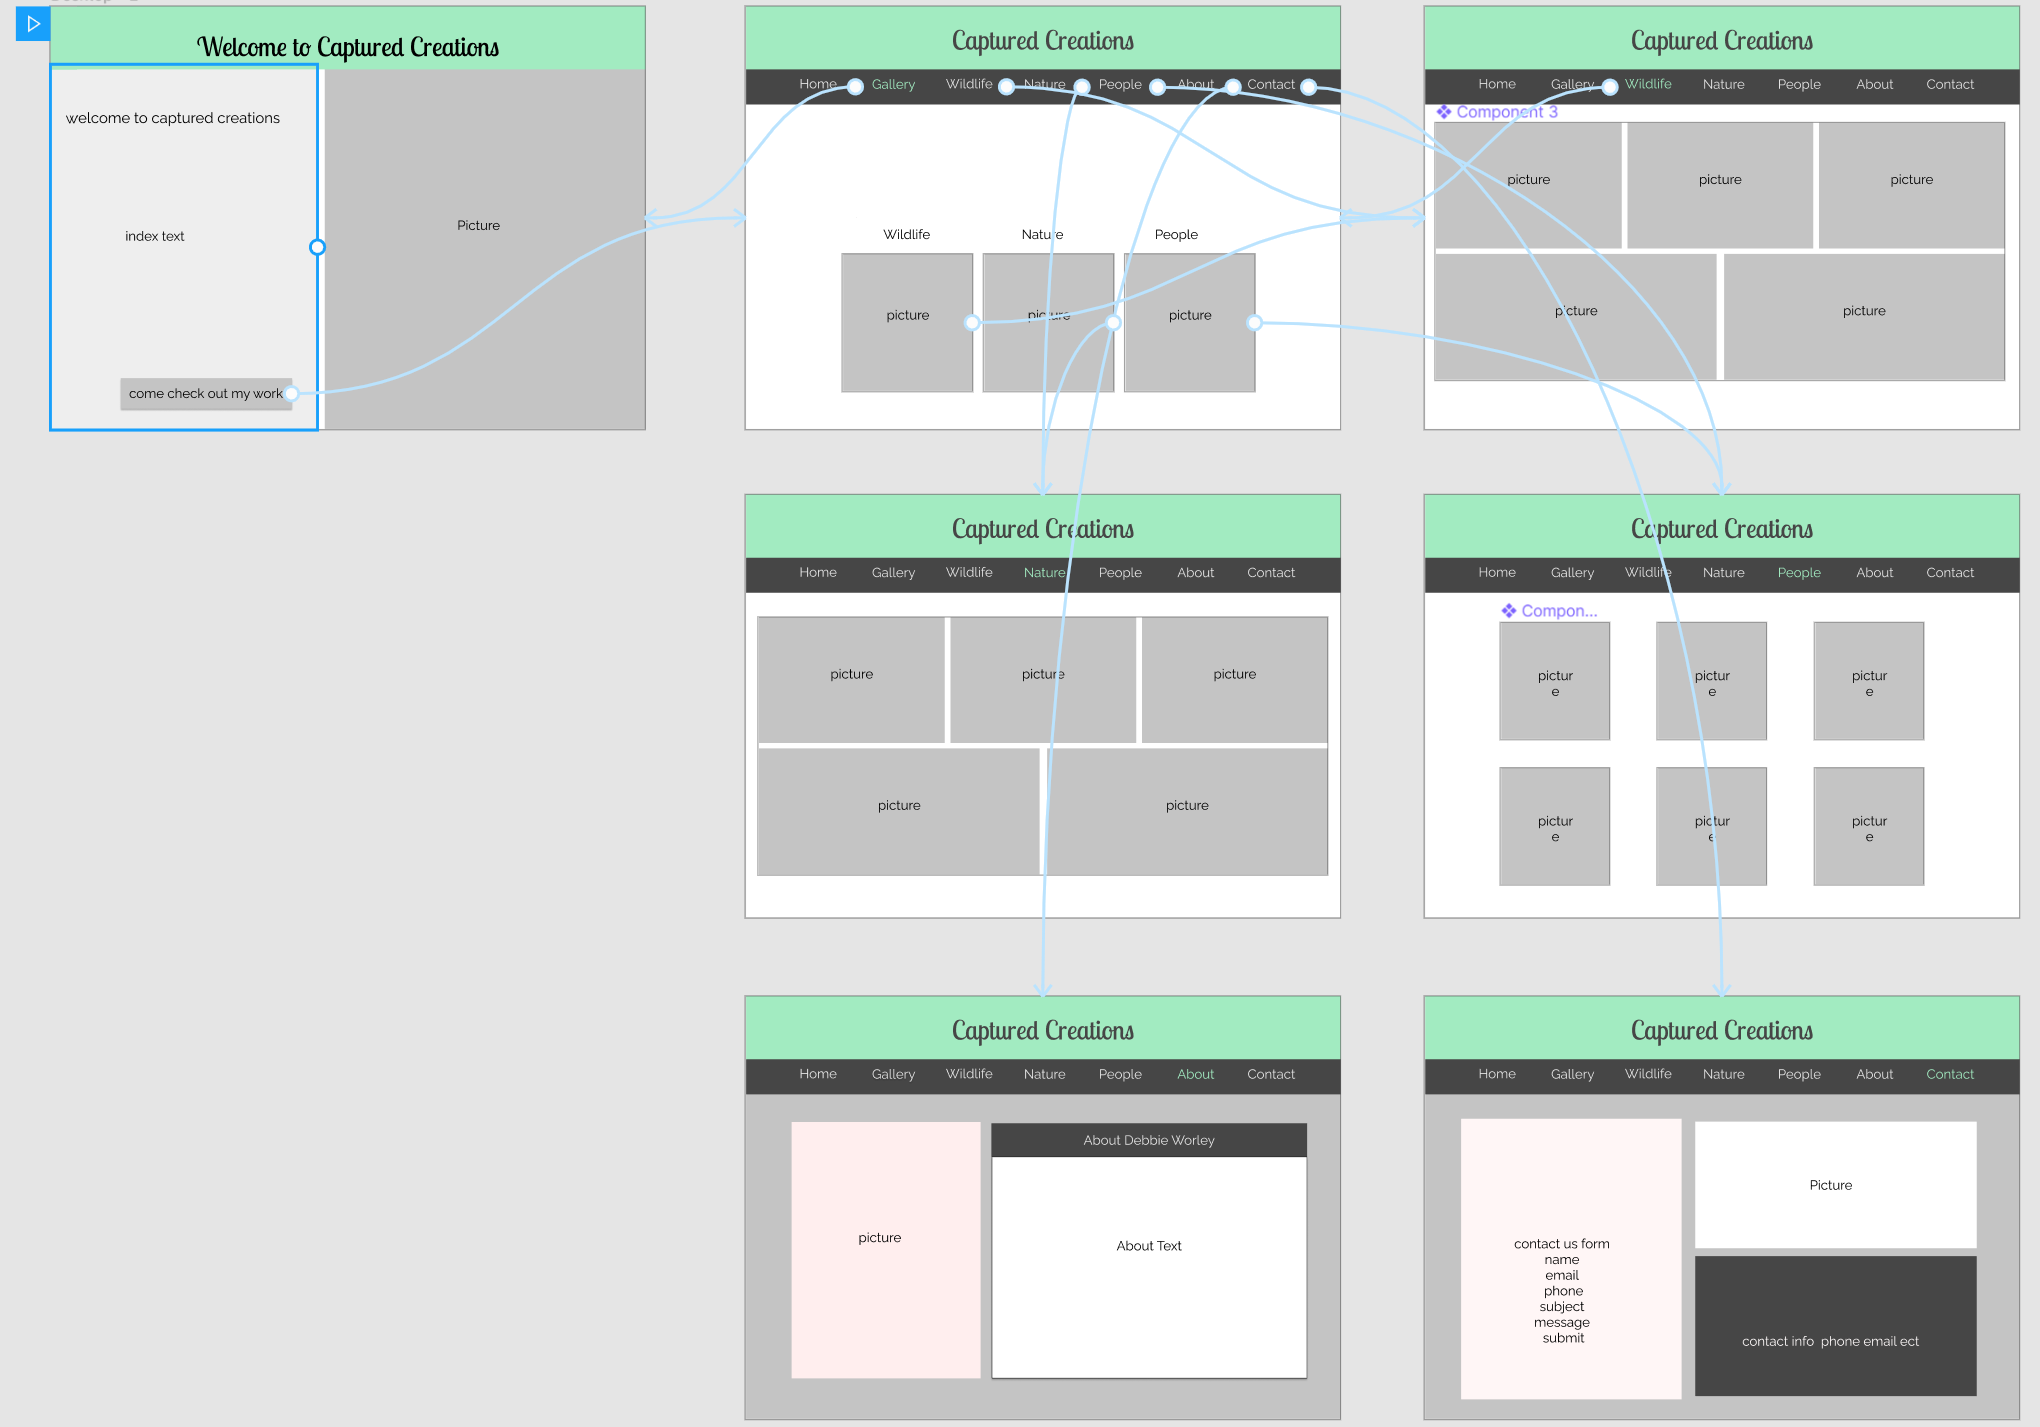 Welcome to Captured Creations
welcome to captured creations
index text
come check out my work
Picture
Captured Creations
Home Gallery Wildlife Nature People About Contact
Wildlife Nature People
picture picture picture
Captured Creations
Home Gallery Wildlife Nature People About Contact
Component 3
picture picture picture
picture picture
Captured Creations
Home Gallery Wildlife Nature People About Contact
picture picture picture
picture picture
Captured Creations
Home Gallery Wildlife Nature People About Contact
Compon...
pictur pictur pictur
e e e
pictur pictur pictur
e e e
Captured Creations
Home Gallery Wildlife Nature People About Contact
picture
About Debbie Worley
About Text
Captured Creations
Home Gallery Wildlife Nature People About Contact
contact us form
name
email
phone
subject
message
submit
Picture
contact info phone email ect